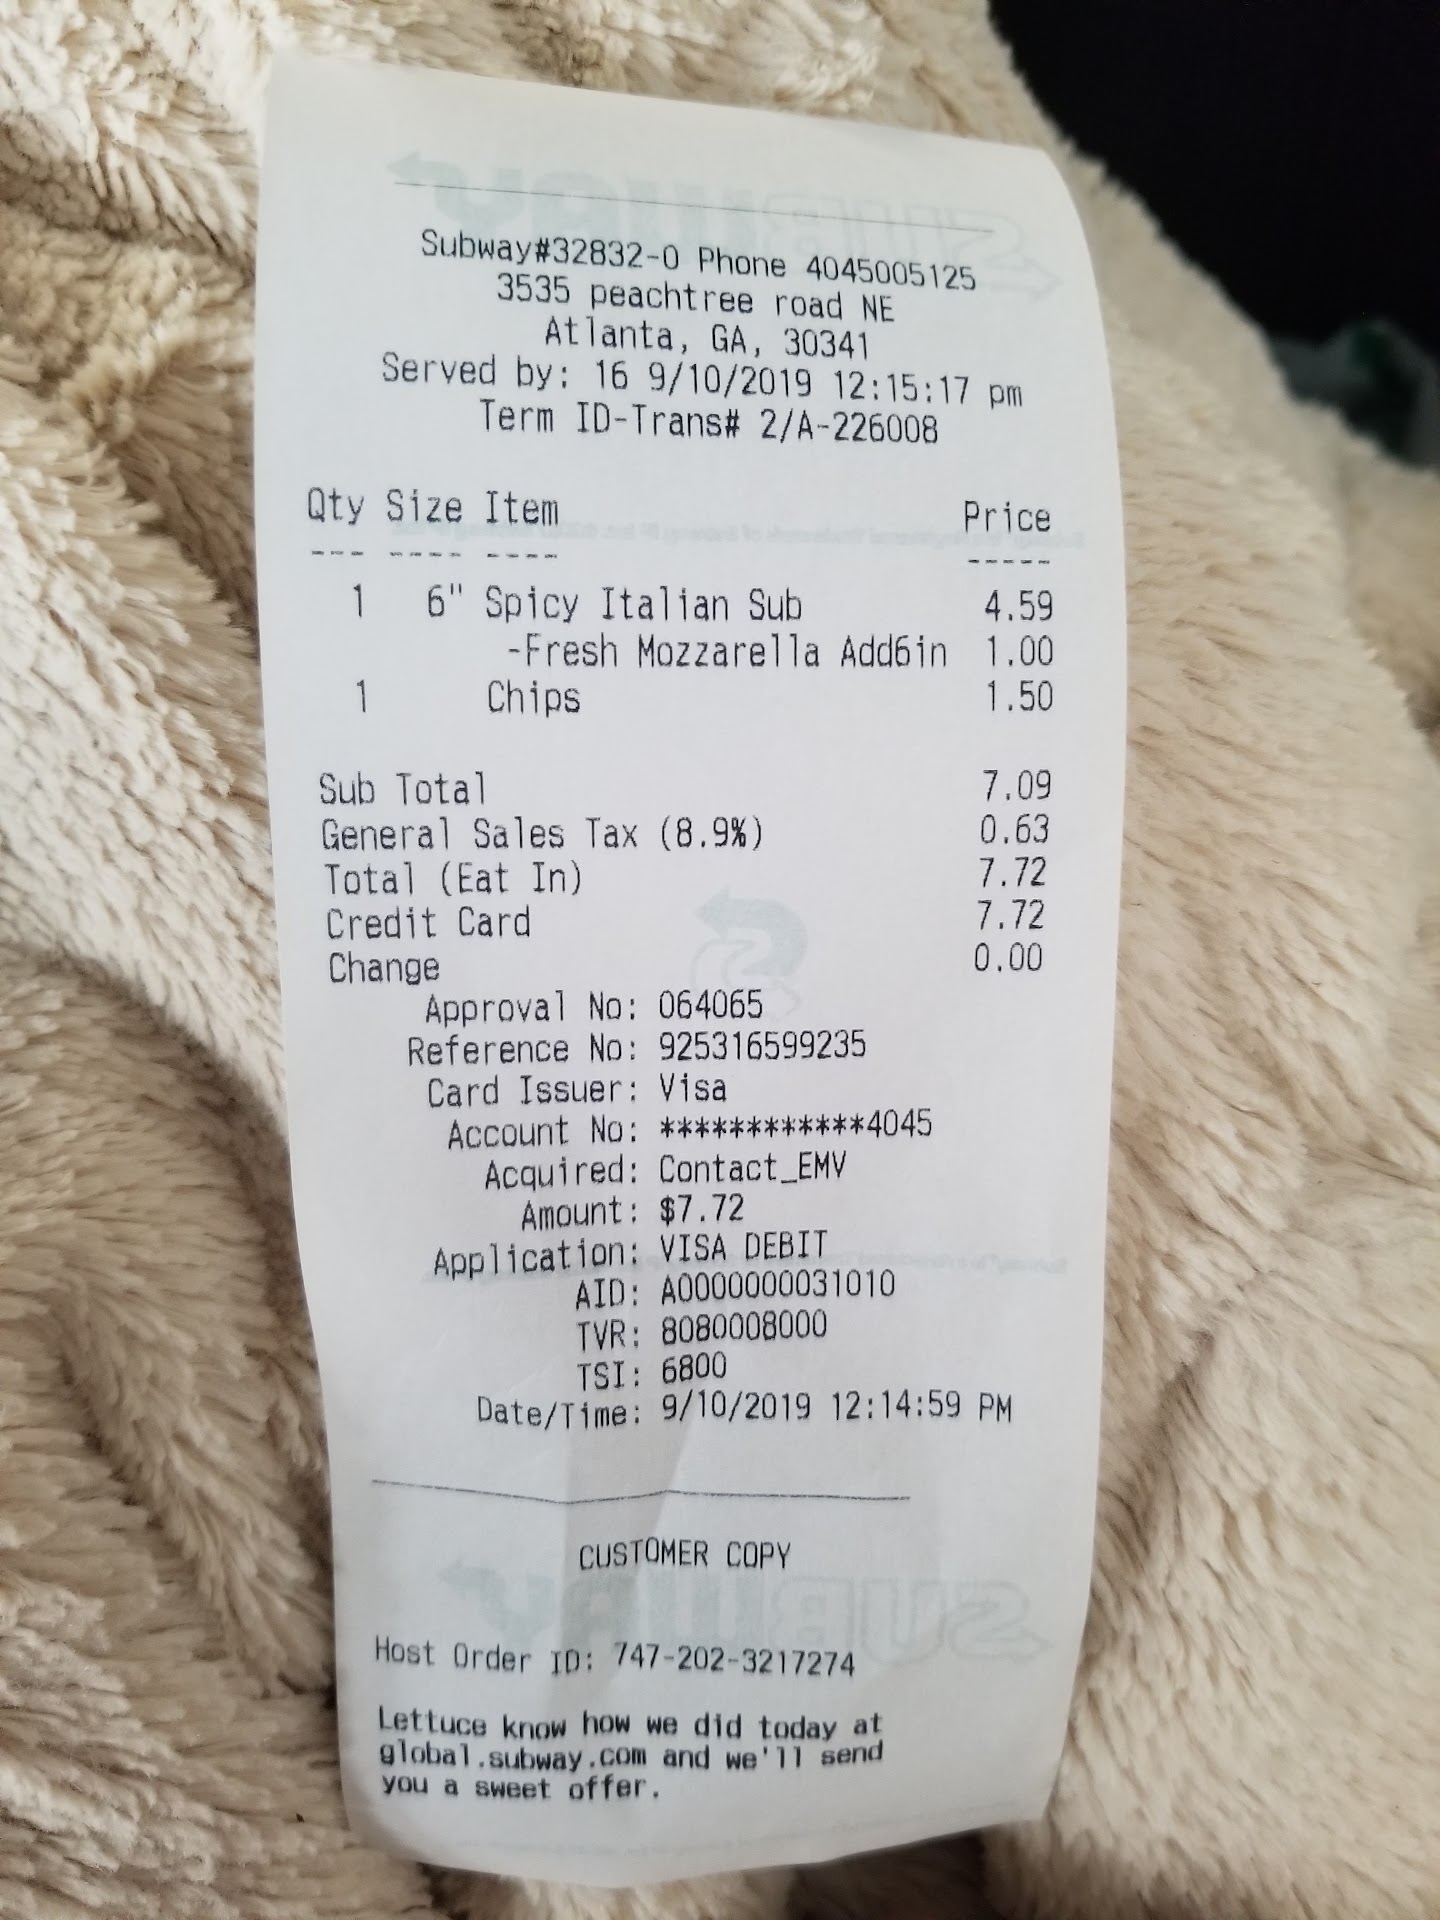 Subway#32832-0 Phone 4045005125
3535 peachtree road NE
Atlanta, GA, 30341
Served by: 16 9/10/2019 12:15:17 pm
Term ID-Trans# 2/A-226008
Qty Size Item Price
--- ---- ---- -----
1 6" Spicy Italian Sub 4.59
-Fresh Mozzarella Add6in 1.00
1 Chips 1.50
Sub Total 7.09
General Sales Tax (8.9%) 0.63
Total (Eat In) 7.72
Credit Card 7.72
Change 0.00
Approval No: 064065
Reference No: 925316599235
Card Issuer: Visa
Account No: ************4045
Acquired: Contact_EMV
Amount: $7.72
Application: VISA DEBIT
AID: A0000000031010
TVR: 8080008000
TSI: 6800
Date/Time: 9/10/2019 12:14:59 PM
CUSTOMER COPY
Host Order ID: 747-202-3217274
Lettuce know how we did today at
global.subway.com and we'll send
you a sweet offer.